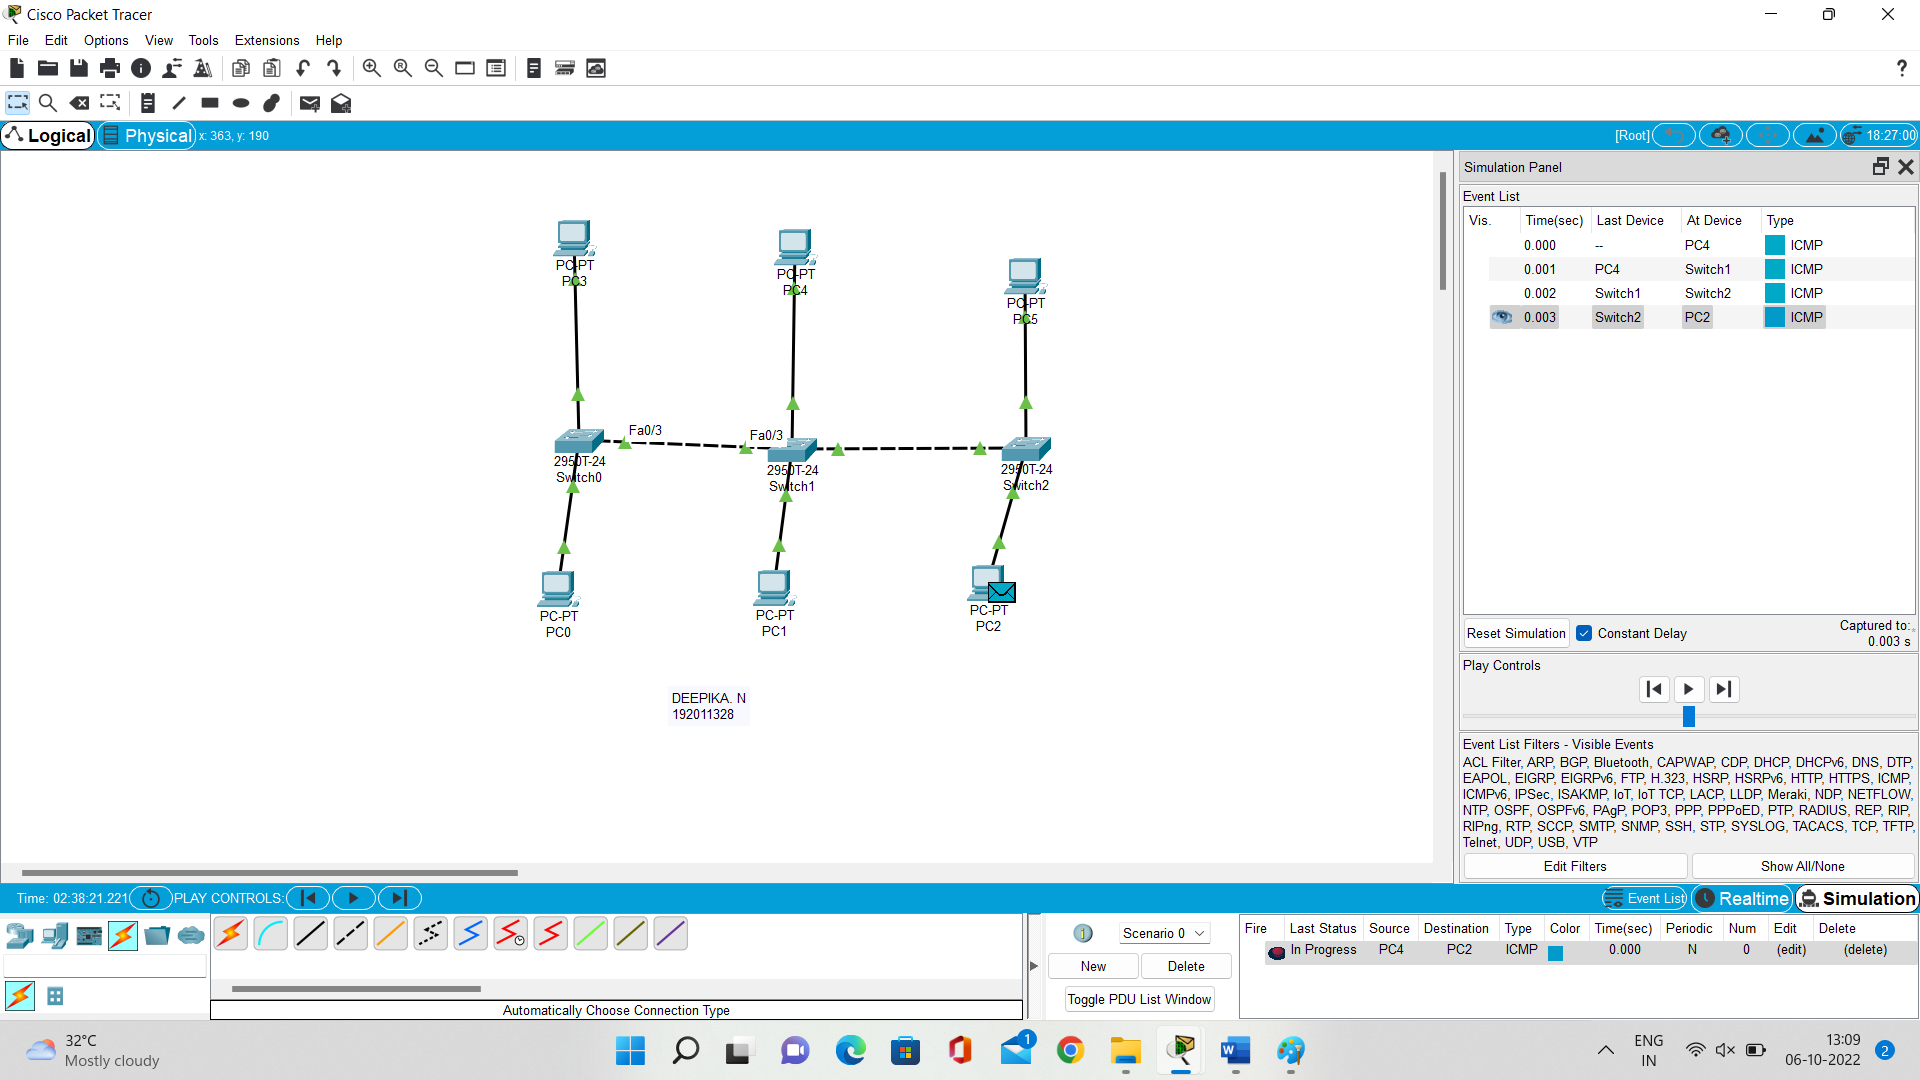 Cisco Packet Tracer
File Edit Options View Tools Extensions Help
?
Logical Physical x: 363, y: 190 [Root] 18:27:00
Simulation Panel
Event List
Vis. Time(sec) Last Device At Device Type
0.000 -- PC4 ICMP
0.001 PC4 Switch1 ICMP
0.002 Switch1 Switch2 ICMP
0.003 Switch2 PC2 ICMP
PC-PT
PC3
PC-PT
PC4
PC-PT
PC5
Fa0/3
Fa0/3
2950T-24
Switch0
2950T-24
Switch1
2950T-24
Switch2
PC-PT
PC0
PC-PT
PC1
PC-PT
PC2
DEEPIKA. N
192011328
Reset Simulation Constant Delay Captured to:
0.003 s
Play Controls
Event List Filters - Visible Events
ACL Filter, ARP, BGP, Bluetooth, CAPWAP, CDP, DHCP, DHCPv6, DNS, DTP,
EAPOL, EIGRP, EIGRPv6, FTP, H.323, HSRP, HSRPv6, HTTP, HTTPS, ICMP,
ICMPv6, IPSec, ISAKMP, IoT, IoT TCP, LACP, LLDP, Meraki, NDP, NETFLOW,
NTP, OSPF, OSPFv6, PAgP, POP3, PPP, PPPoED, PTP, RADIUS, REP, RIP,
RIPng, RTP, SCCP, SMTP, SNMP, SSH, STP, SYSLOG, TACACS, TCP, TFTP,
Telnet, UDP, USB, VTP
Edit Filters Show All/None
Time: 02:38:21.221 PLAY CONTROLS: Event List Realtime Simulation
Scenario 0
New Delete
Toggle PDU List Window
Fire Last Status Source Destination Type Color Time(sec) Periodic Num Edit Delete
In Progress PC4 PC2 ICMP 0.000 N 0 (edit) (delete)
Automatically Choose Connection Type
32°C
Mostly cloudy
1
ENG
IN
13:09
06-10-2022
2